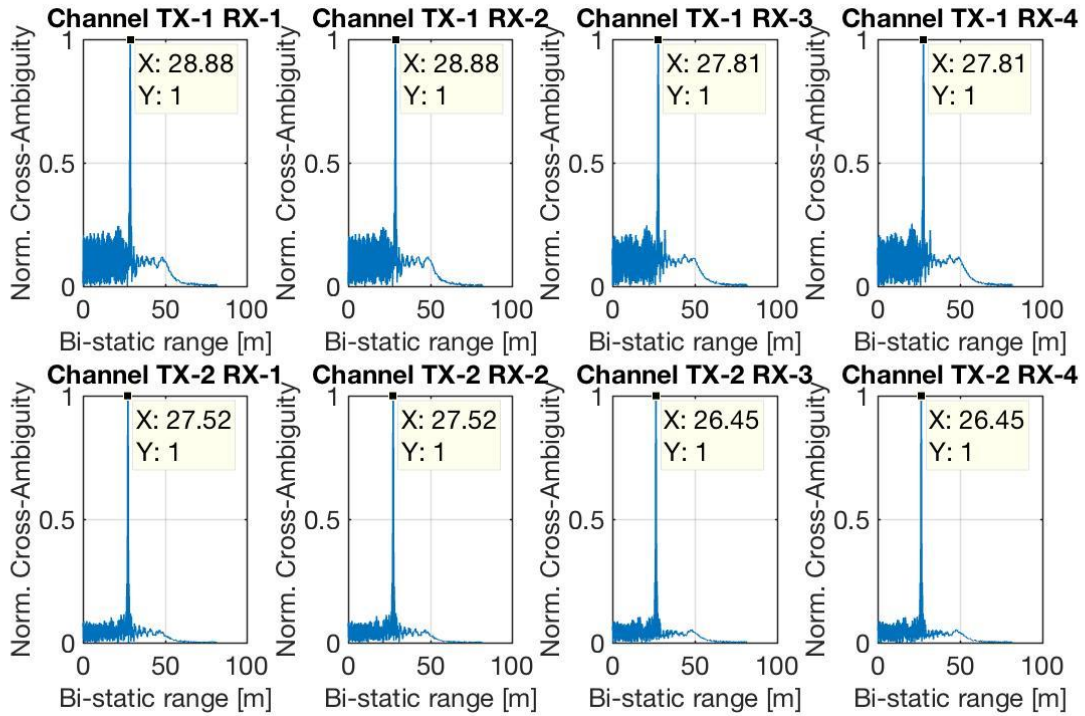 Channel TX-1 RX-1
Norm. Cross-Ambiguity
1
0.5
0
X: 28.88
Y: 1
0 50 100
Bi-static range [m]
Channel TX-1 RX-2
Norm. Cross-Ambiguity
1
0.5
0
X: 28.88
Y: 1
0 50 100
Bi-static range [m]
Channel TX-1 RX-3
Norm. Cross-Ambiguity
1
0.5
0
X: 27.81
Y: 1
0 50 100
Bi-static range [m]
Channel TX-1 RX-4
Norm. Cross-Ambiguity
1
0.5
0
X: 27.81
Y: 1
0 50 100
Bi-static range [m]
Channel TX-2 RX-1
Norm. Cross-Ambiguity
1
0.5
0
X: 27.52
Y: 1
0 50 100
Bi-static range [m]
Channel TX-2 RX-2
Norm. Cross-Ambiguity
1
0.5
0
X: 27.52
Y: 1
0 50 100
Bi-static range [m]
Channel TX-2 RX-3
Norm. Cross-Ambiguity
1
0.5
0
X: 26.45
Y: 1
0 50 100
Bi-static range [m]
Channel TX-2 RX-4
Norm. Cross-Ambiguity
1
0.5
0
X: 26.45
Y: 1
0 50 100
Bi-static range [m]